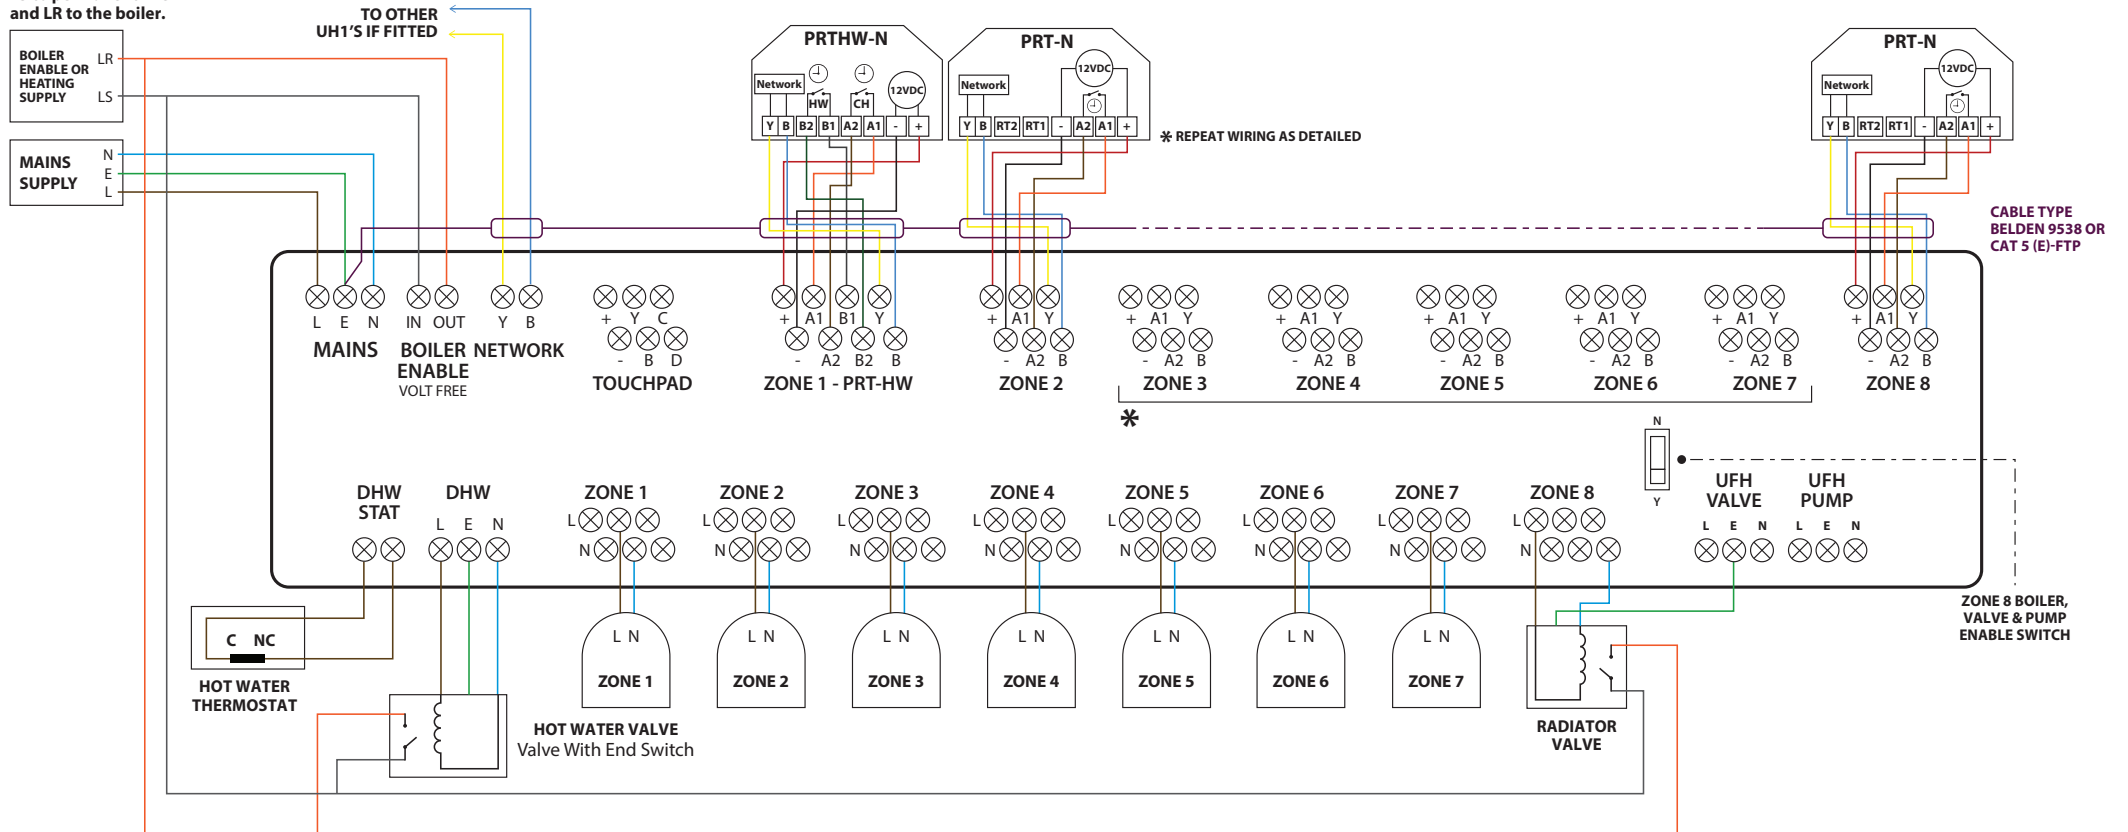 and LR to the boiler.
TO OTHER
UH1'S IF FITTED
BOILER
ENABLE OR
HEATING
SUPPLY
LR
LS
MAINS
SUPPLY
N
E
L
PRTHW-N
Network
HW
CH
12VDC
Y B B2 B1 A2 A1 - +
PRT-N
Network
12VDC
Y B RT2 RT1 - A2 A1 +
* REPEAT WIRING AS DETAILED
PRT-N
Network
12VDC
Y B RT2 RT1 - A2 A1 +
CABLE TYPE
BELDEN 9538 OR
CAT 5 (E)-FTP
L E N
MAINS
IN OUT
BOILER
ENABLE
VOLT FREE
Y B
NETWORK
+ Y C
- B D
TOUCHPAD
+ A1 B1 Y
- A2 B2 B
ZONE 1 - PRT-HW
+ A1 Y
- A2 B
ZONE 2
+ A1 Y
- A2 B
ZONE 3
+ A1 Y
- A2 B
ZONE 4
+ A1 Y
- A2 B
ZONE 5
+ A1 Y
- A2 B
ZONE 6
+ A1 Y
- A2 B
ZONE 7
+ A1 Y
- A2 B
ZONE 8
*
N
Y
DHW
STAT
DHW
L E N
ZONE 1
L
N
ZONE 2
L
N
ZONE 3
L
N
ZONE 4
L
N
ZONE 5
L
N
ZONE 6
L
N
ZONE 7
L
N
ZONE 8
L
N
UFH
VALVE
L E N
UFH
PUMP
L E N
ZONE 8 BOILER,
VALVE & PUMP
ENABLE SWITCH
C NC
HOT WATER
THERMOSTAT
HOT WATER VALVE
Valve With End Switch
L N
ZONE 1
L N
ZONE 2
L N
ZONE 3
L N
ZONE 4
L N
ZONE 5
L N
ZONE 6
L N
ZONE 7
RADIATOR
VALVE